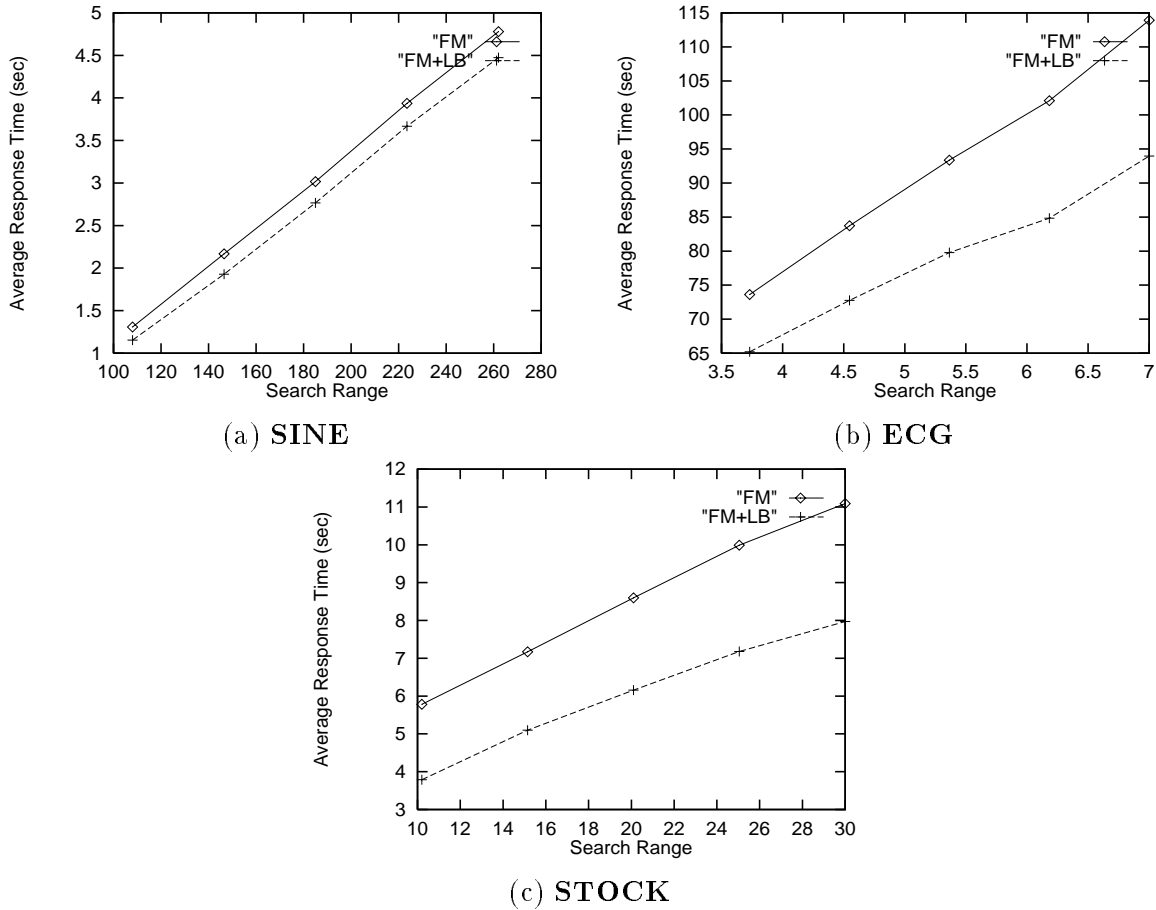 Average Response Time (sec)
5
4.5
4
3.5
3
2.5
2
1.5
1
"FM"
"FM+LB"
100 120 140 160 180 200 220 240 260 280
Search Range
(a) SINE
Average Response Time (sec)
115
110
105
100
95
90
85
80
75
70
65
"FM"
"FM+LB"
3.5 4 4.5 5 5.5 6 6.5 7
Search Range
(b) ECG
Average Response Time (sec)
12
11
10
9
8
7
6
5
4
3
"FM"
"FM+LB"
10 12 14 16 18 20 22 24 26 28 30
Search Range
(c) STOCK